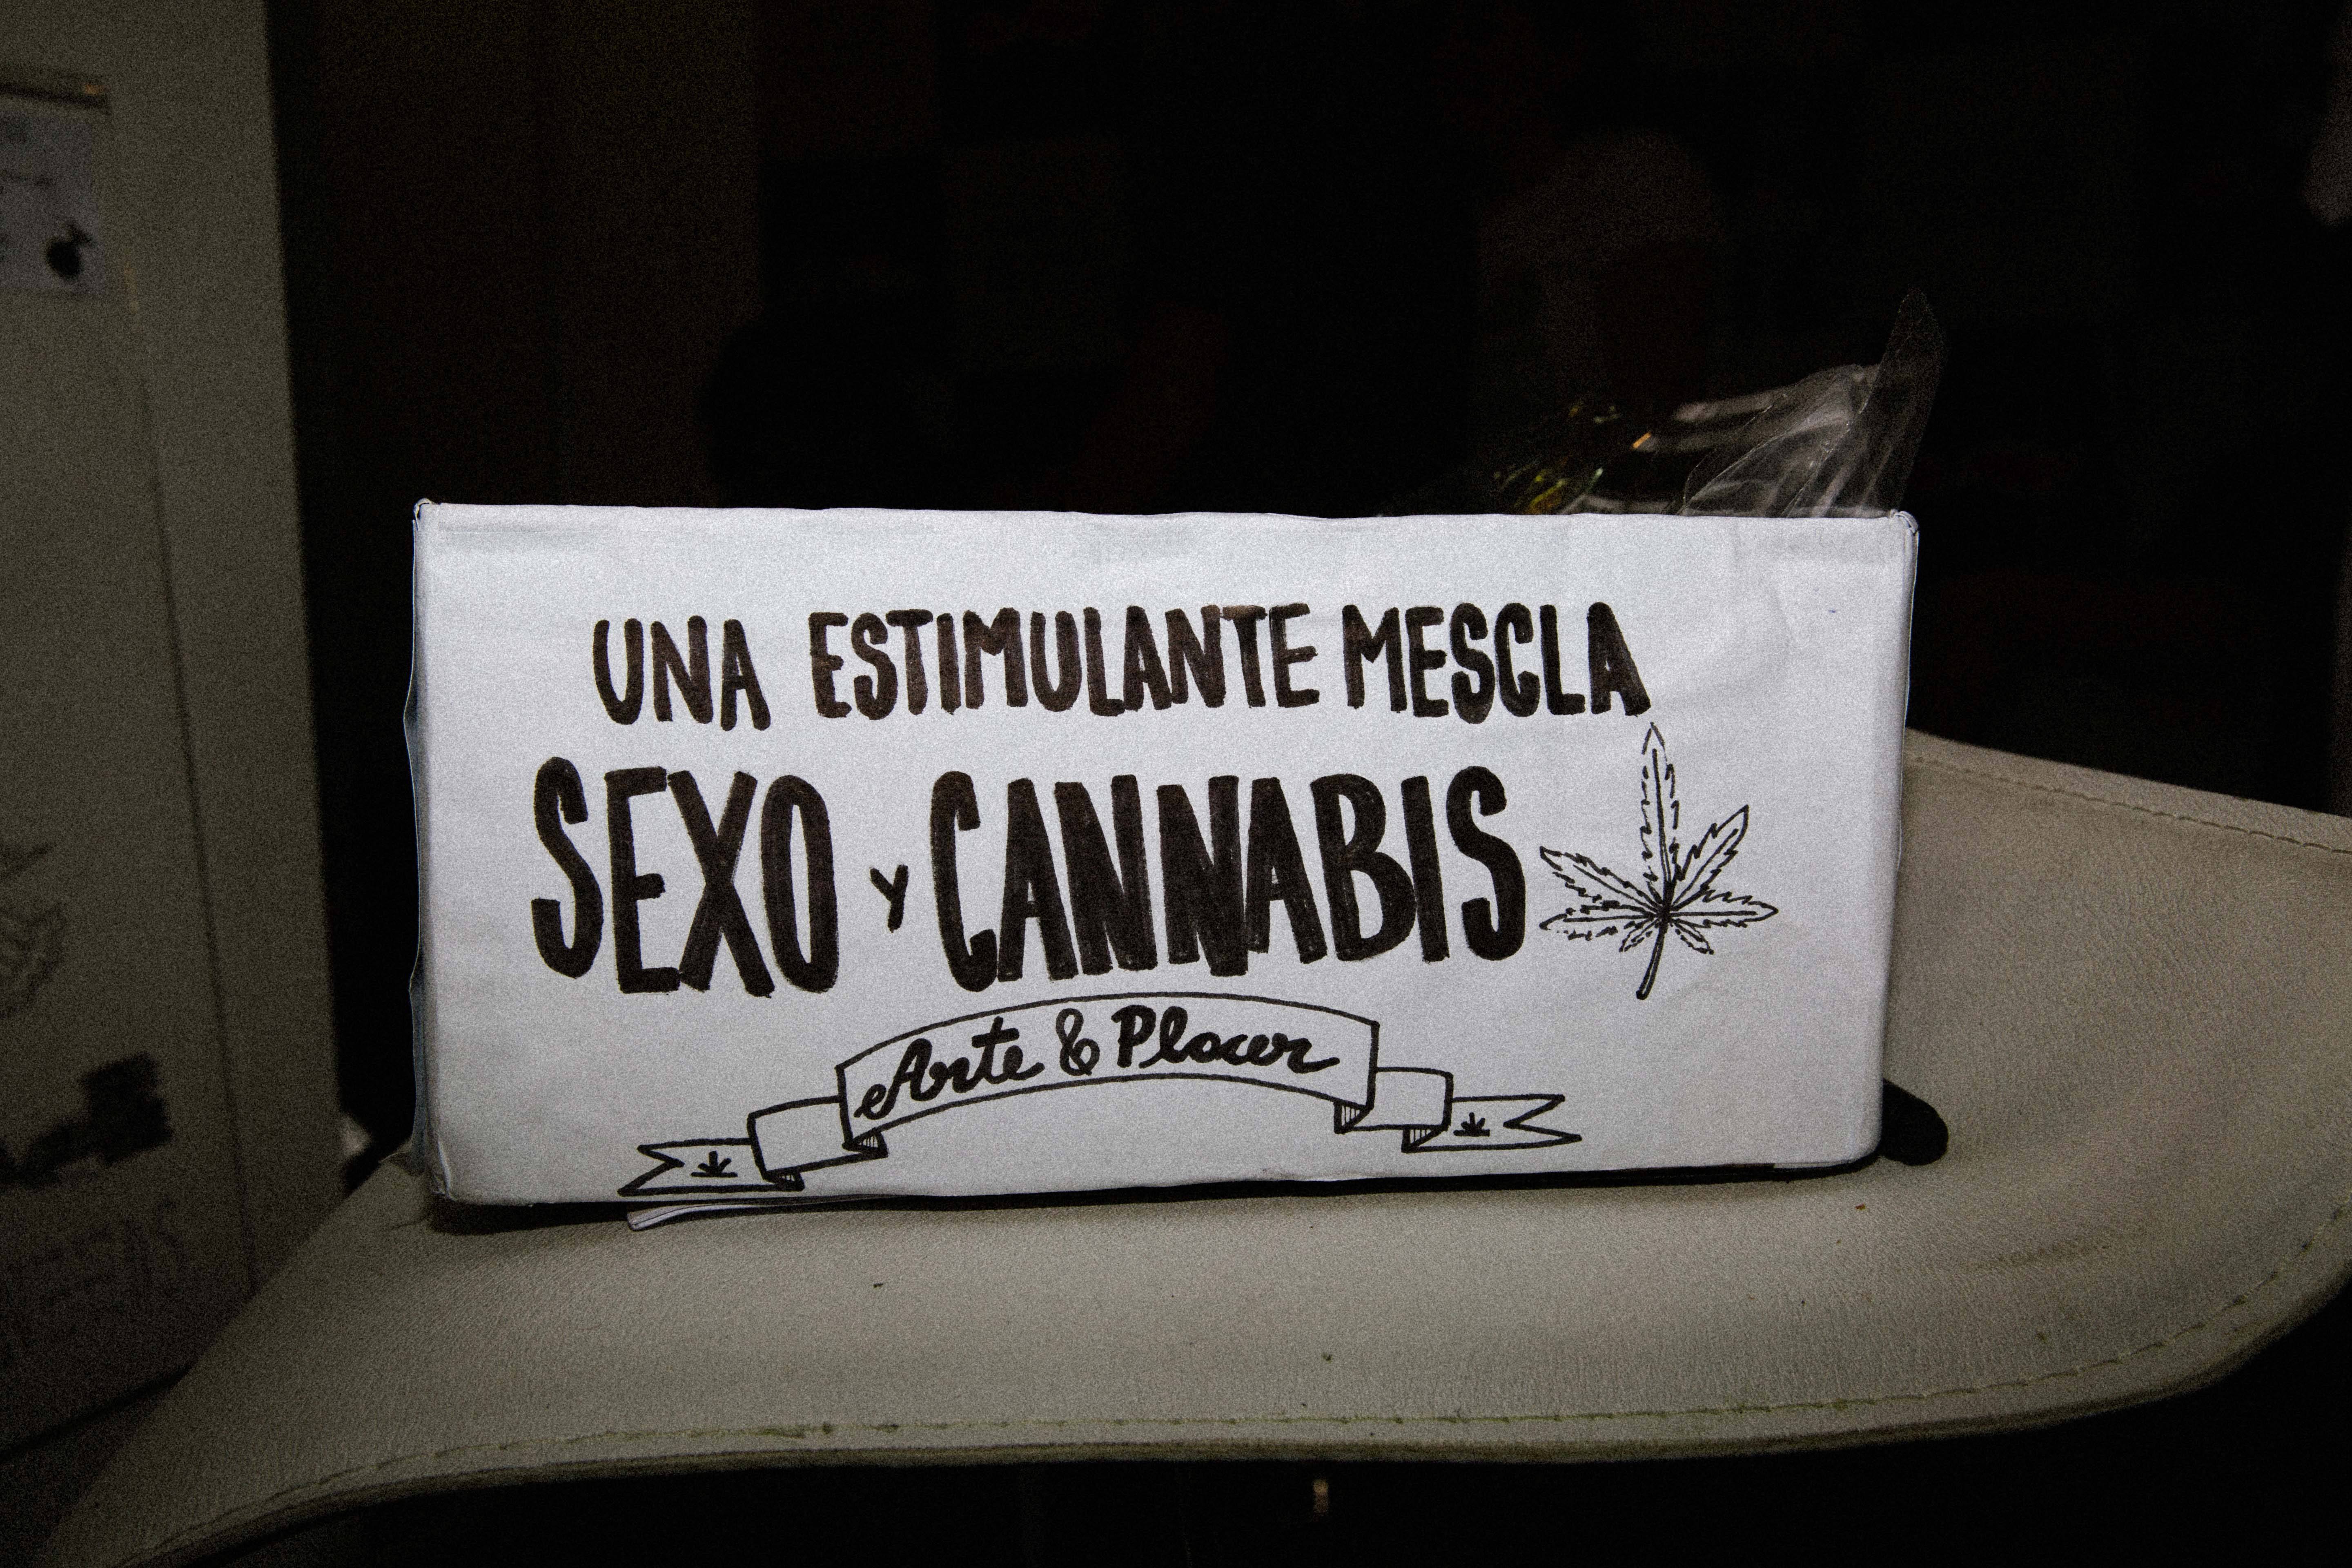 UNA ESTIMULANTE MESCLA
SEXO Y CANNABIS
Arte & Placer